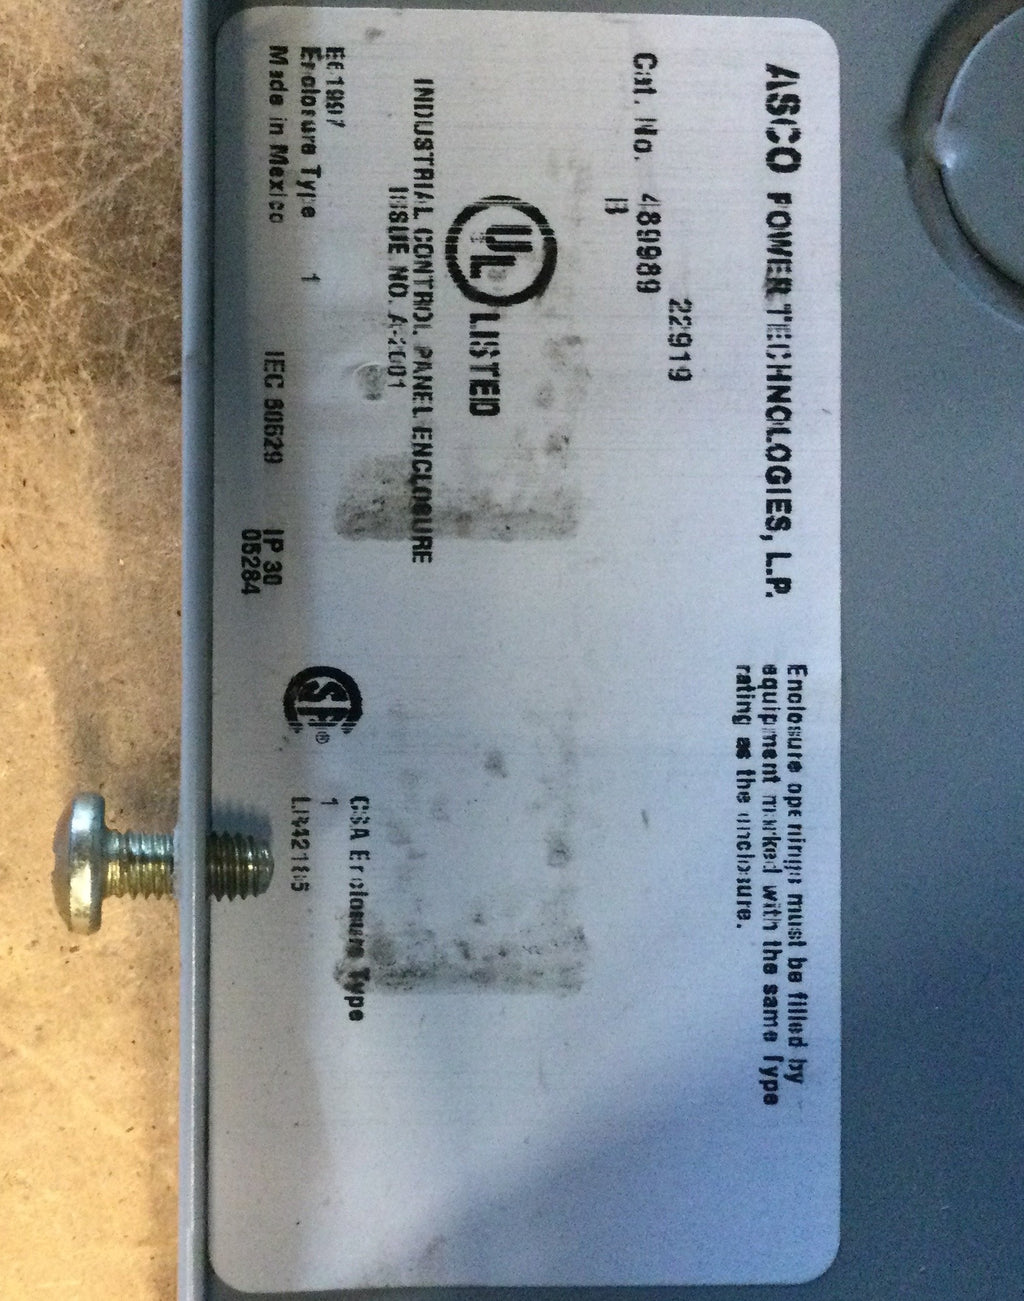 ASCO POWER TECHNOLOGIES, L.P.
Enclosure openings must be filled by
equipment marked with the same Type
rating as the enclosure.
22919
Cat. No. 489989
B
UL LISTED
INDUSTRIAL CONTROL PANEL ENCLOSURE
ISSUE NO. A-2001
E61997
Enclosure Type 1
Made in Mexico
IEC 60529 IP 30
05284
®
CSA Enclosure Type
1